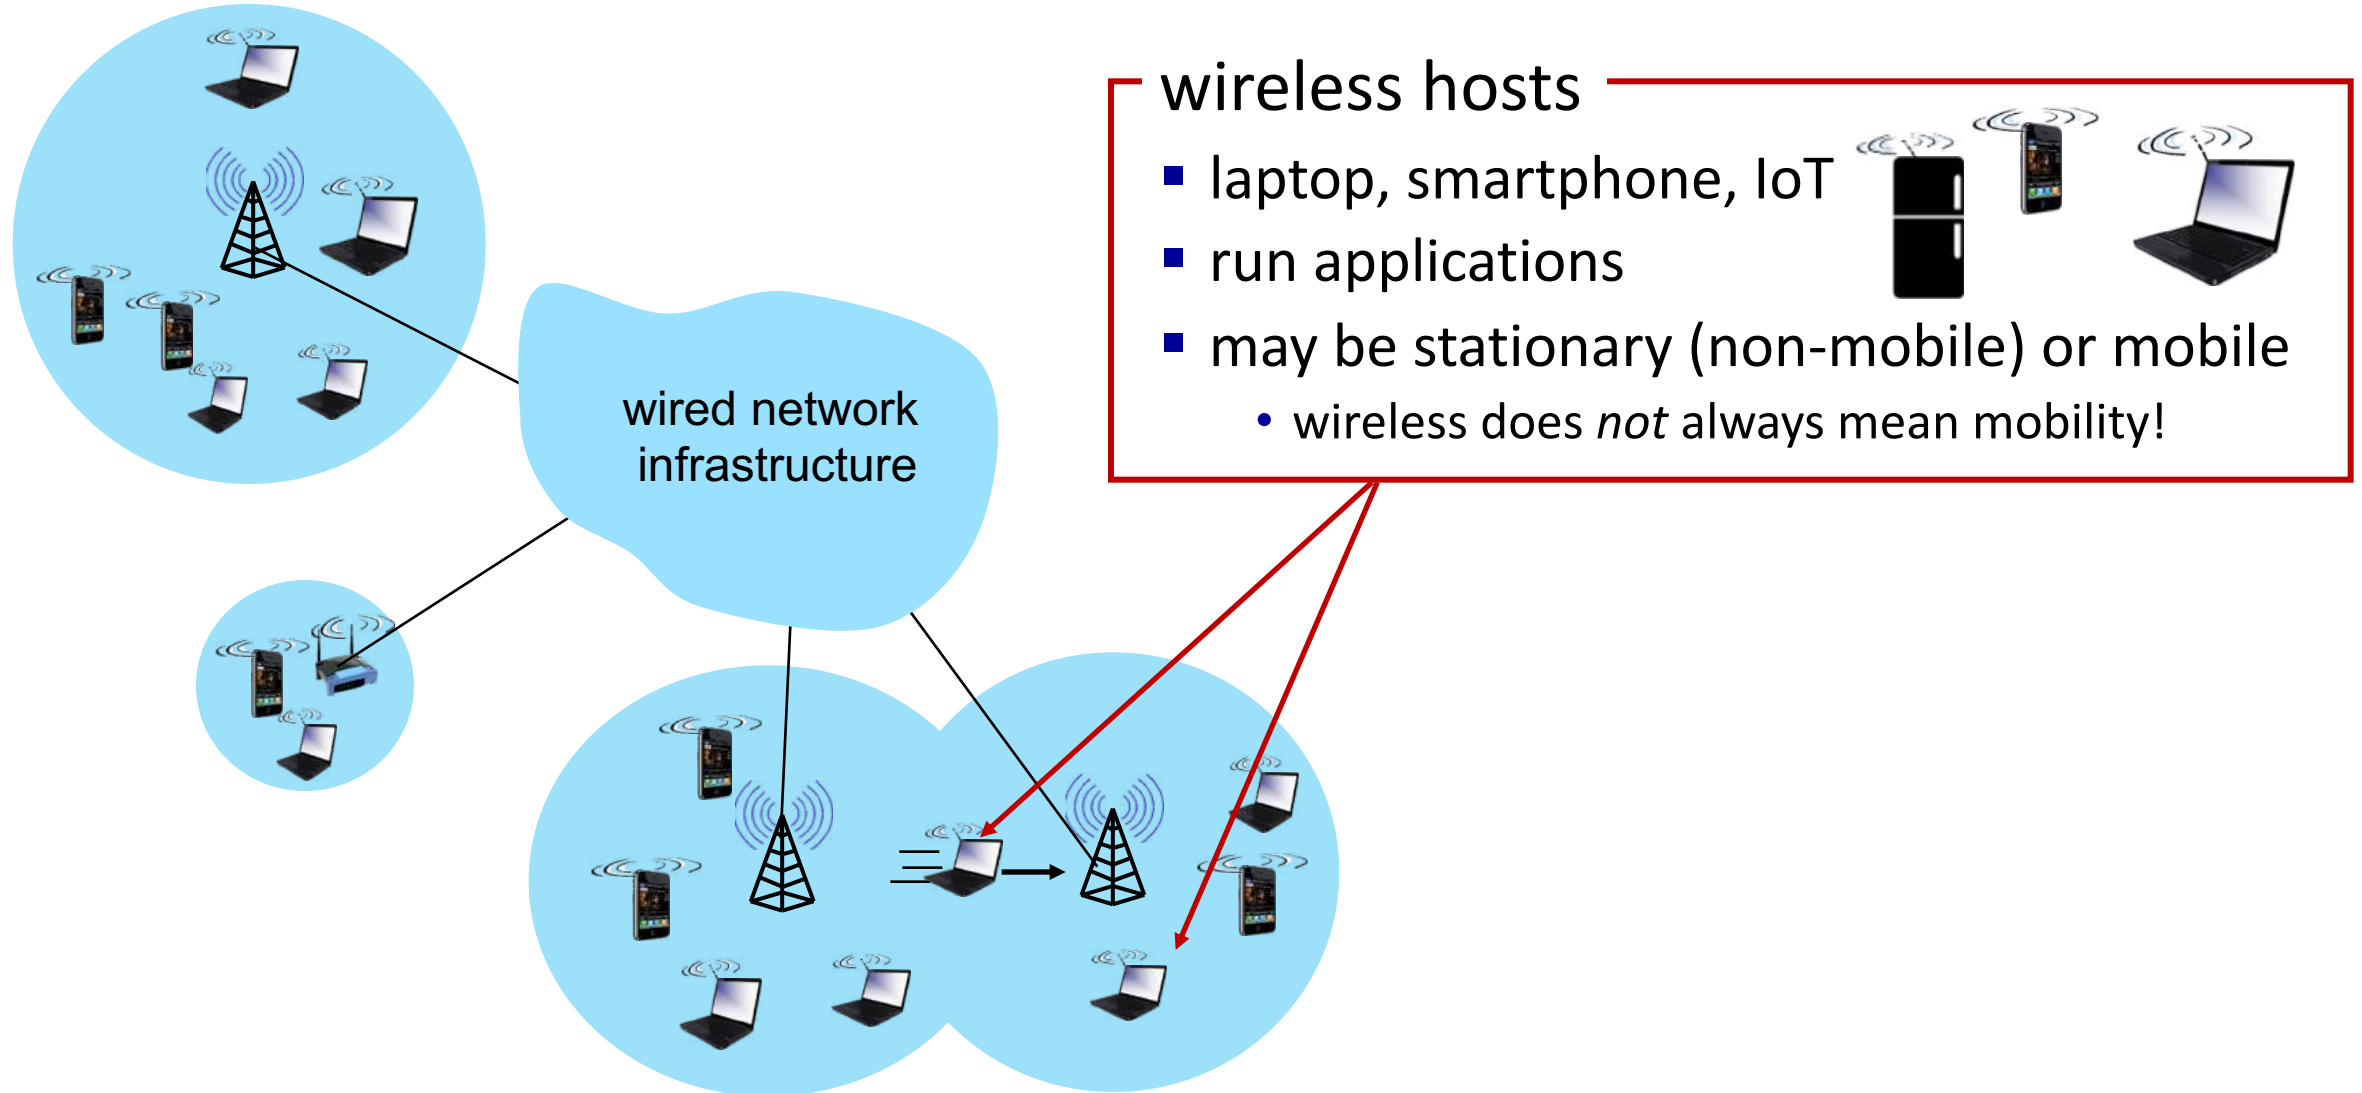 wireless hosts
▪ laptop, smartphone, IoT
▪ run applications
▪ may be stationary (non-mobile) or mobile
• wireless does not always mean mobility!
wired network
infrastructure